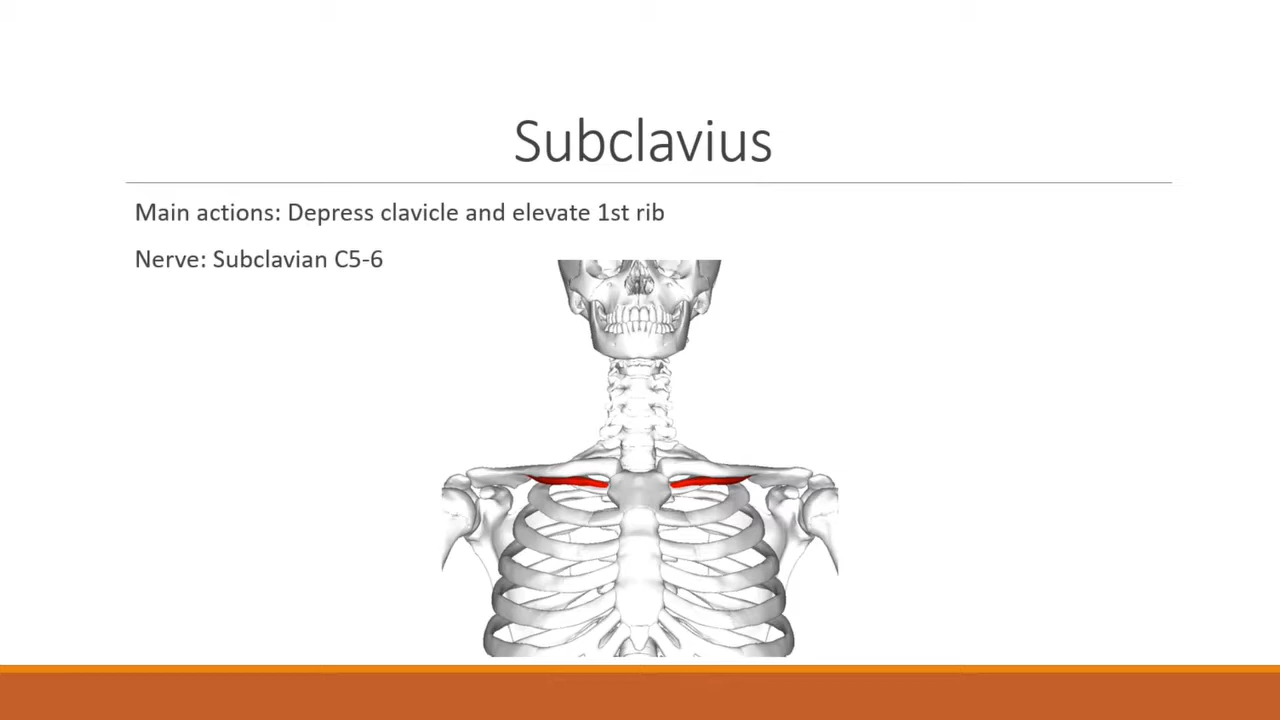 Subclavius
Main actions: Depress clavicle and elevate 1st rib
Nerve: Subclavian C5-6